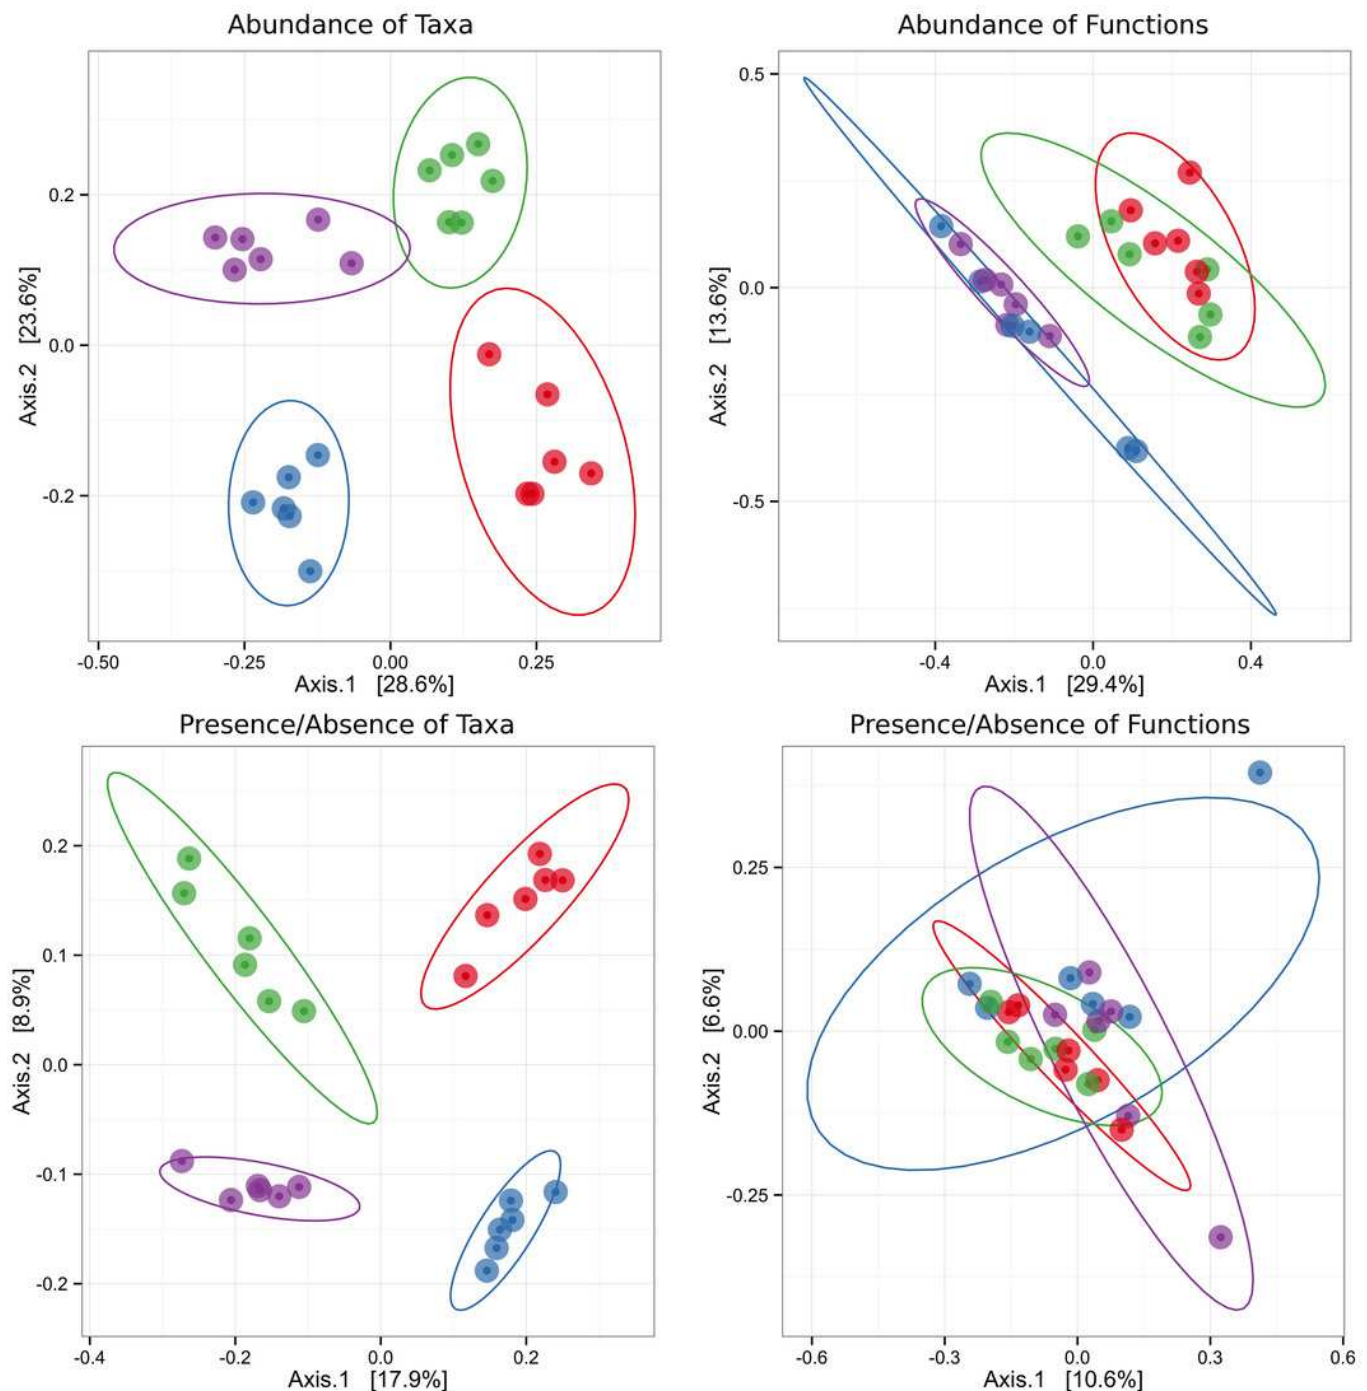 Abundance of Taxa
Axis.2 [23.6%]
0.2
0.0
-0.2
-0.50 -0.25 0.00 0.25
Axis.1 [28.6%]
Abundance of Functions
Axis.2 [13.6%]
0.5
0.0
-0.5
-0.4 0.0 0.4
Axis.1 [29.4%]
Presence/Absence of Taxa
Axis.2 [8.9%]
0.2
0.1
0.0
-0.1
-0.2
-0.4 -0.2 0.0 0.2
Axis.1 [17.9%]
Presence/Absence of Functions
Axis.2 [6.6%]
0.25
0.00
-0.25
-0.6 -0.3 0.0 0.3 0.6
Axis.1 [10.6%]